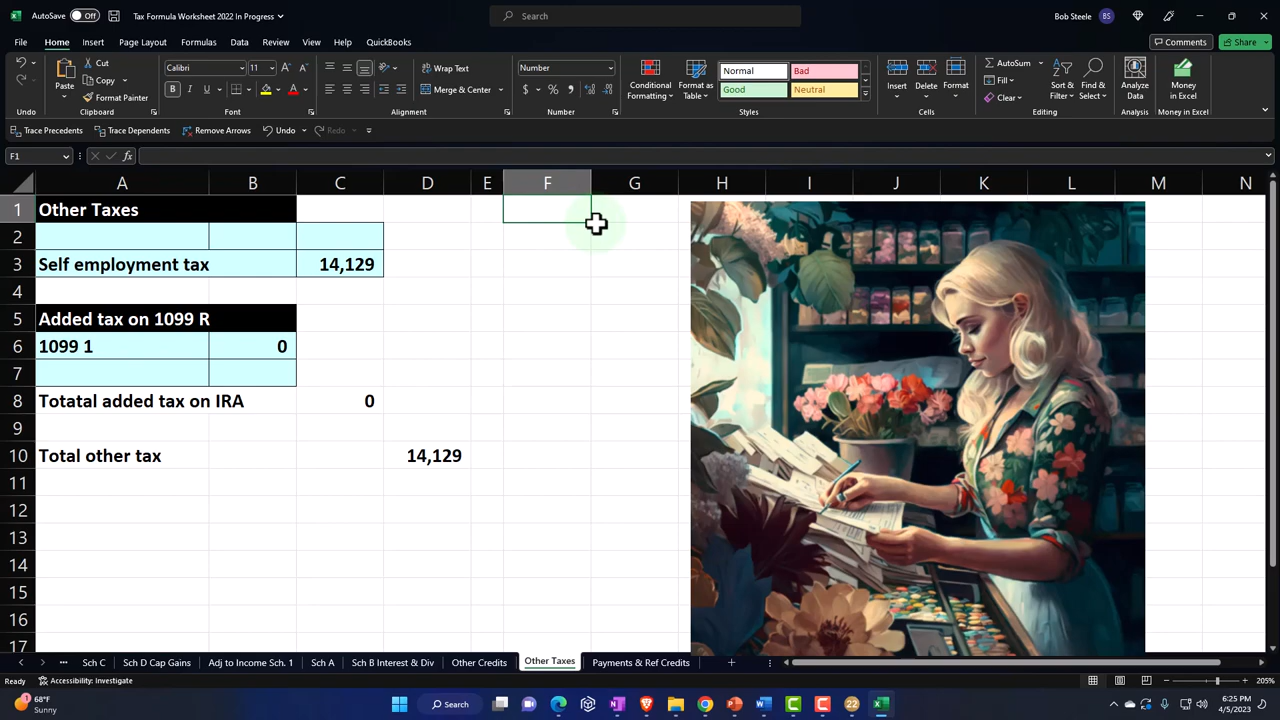 AutoSave Off Tax Formula Worksheet 2022 In Progress Search Bob Steele BS
File Home Insert Page Layout Formulas Data Review View Help QuickBooks Comments Share
Paste Cut Copy Format Painter Calibri 11 Wrap Text Merge & Center Number Conditional Formatting Format as Table Normal Bad Good Neutral Insert Delete Format AutoSum Fill Clear Sort & Filter Find & Select Analyze Data Money in Excel
Undo Clipboard Font Alignment Number Styles Cells Editing Analysis Money in Excel
Trace Precedents Trace Dependents Remove Arrows Undo Redo
F1 fx
A B C D E F G H I J K L M N
1 Other Taxes
2
3 Self employment tax 14,129
4
5 Added tax on 1099 R
6 1099 1 0
7
8 Totatal added tax on IRA 0
9
10 Total other tax 14,129
11
12
13
14
15
16
17
Sch C Sch D Cap Gains Adj to Income Sch. 1 Sch A Sch B Interest & Div Other Credits Other Taxes Payments & Ref Credits
Ready Accessibility: Investigate 205%
1 68°F Sunny Search 22 6:25 PM 4/5/2023